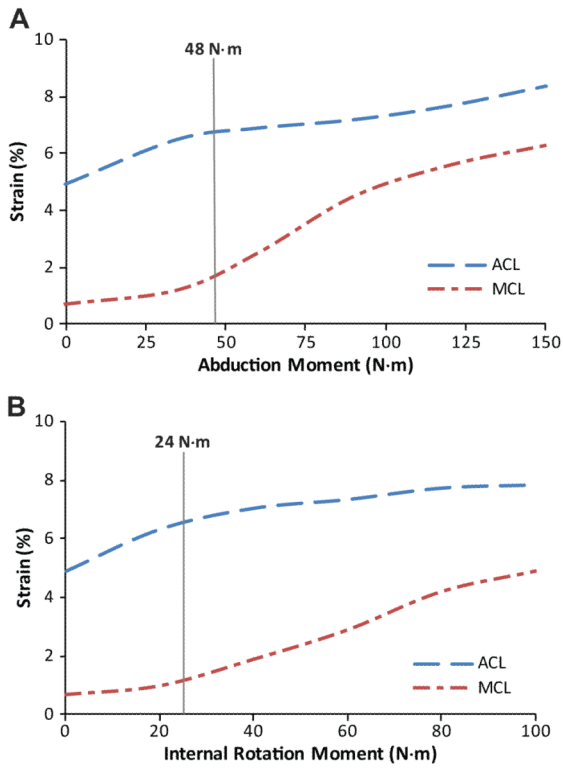 A
10
48 N·m
8
6
4
2
0
Strain (%)
ACL
MCL
0 25 50 75 100 125 150
Abduction Moment (N·m)
B
10
24 N·m
8
6
4
2
0
Strain (%)
ACL
MCL
0 20 40 60 80 100
Internal Rotation Moment (N·m)